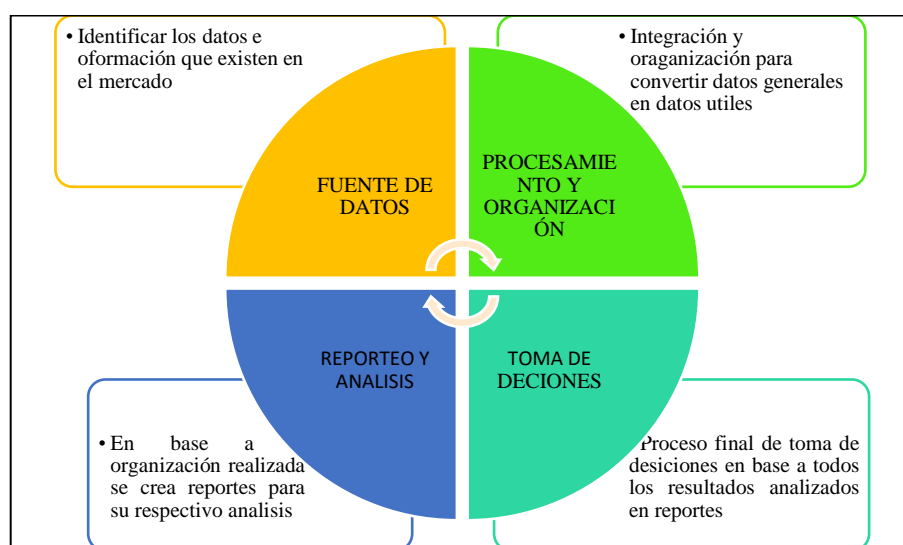 • Identificar los datos e
oformación que existen en
el mercado
• Integración y
oraganización para
convertir datos generales
en datos utiles
FUENTE DE
DATOS
PROCESAMIE
NTO Y
ORGANIZACI
ÓN
REPORTEO Y
ANALISIS
TOMA DE
DECIONES
• En base a
organización realizada
se crea reportes para
su respectivo analisis
Proceso final de toma de
desiciones en base a todos
los resultados analizados
en reportes